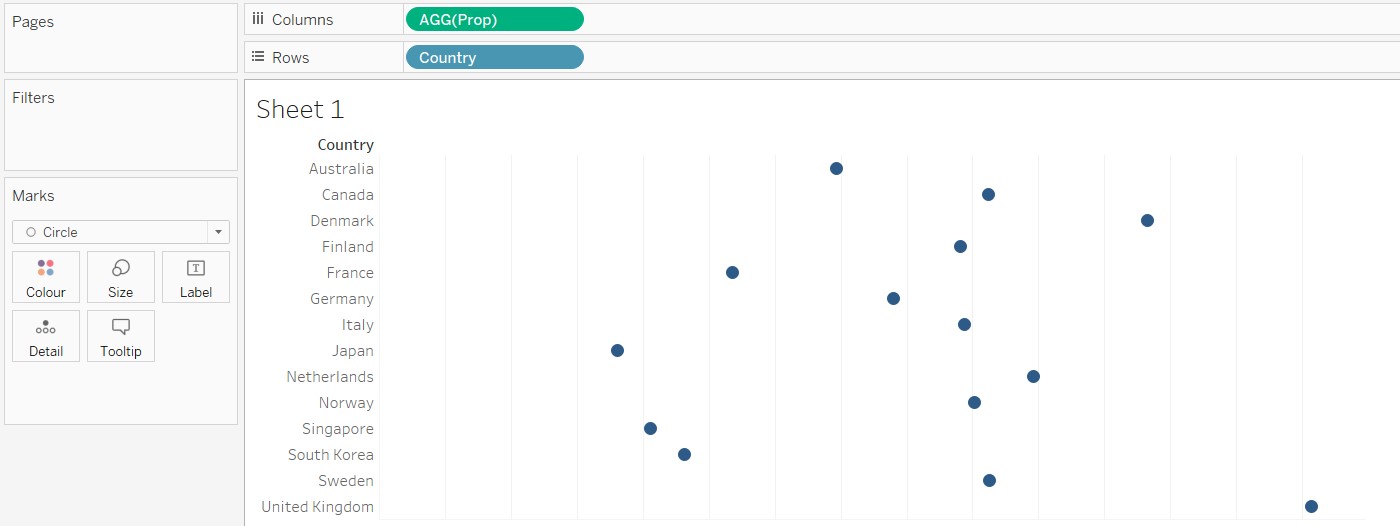 Pages
Columns
AGG(Prop)
Rows
Country
Filters
Marks
Circle
Colour
Size
T
Label
Detail
Tooltip
Sheet 1
Country
Australia
Canada
Denmark
Finland
France
Germany
Italy
Japan
Netherlands
Norway
Singapore
South Korea
Sweden
United Kingdom